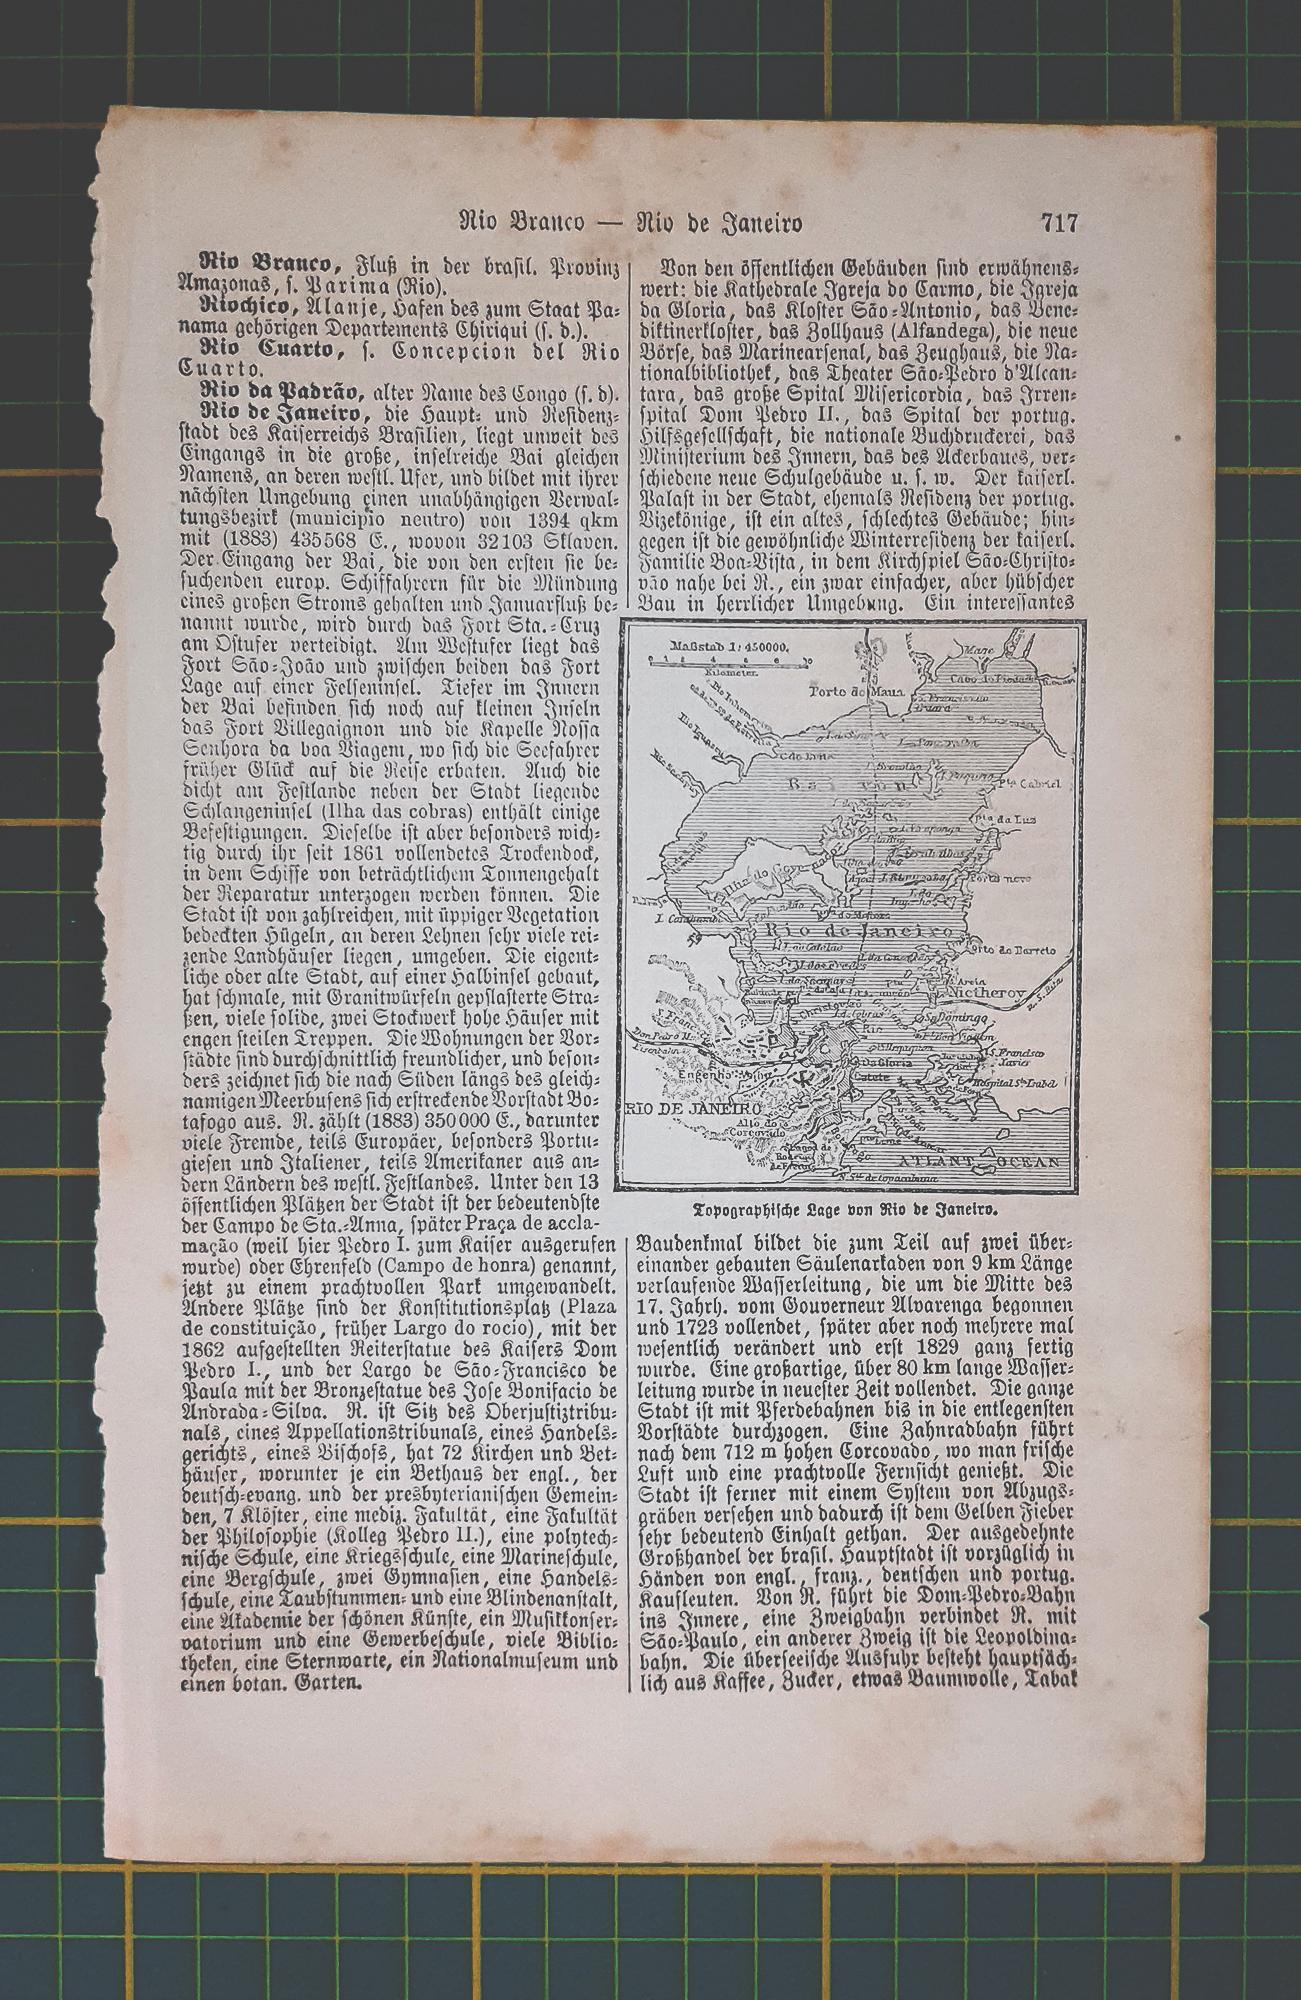 Rio Branco — Rio de Janeiro
717
Rio Branco, Fluß in der brasil. Provinz
Amazonas, s. Parima (Rio).
Riochico, Alanje, Hafen des zum Staat Pa-
nama gehörigen Departements Chiriqui (s. d.).
Rio Cuarto, s. Concepcion del Rio
Cuarto.
Rio da Padrão, alter Name des Congo (s. d).
Rio de Janeiro, die Haupt- und Residenz-
stadt des Kaiserreichs Brasilien, liegt unweit des
Eingangs in die große, inselreiche Bai gleichen
Namens, an deren westl. Ufer, und bildet mit ihrer
nächsten Umgebung einen unabhängigen Verwal-
tungsbezirk (municipio neutro) von 1394 qkm
mit (1883) 435568 E., wovon 32103 Sklaven.
Der Eingang der Bai, die von den ersten sie be-
suchenden europ. Schiffahrern für die Mündung
eines großen Stroms gehalten und Januarfluß be-
nannt wurde, wird durch das Fort Sta.-Cruz
am Ostufer verteidigt. Am Westufer liegt das
Fort São-João und zwischen beiden das Fort
Lage auf einer Felseninsel. Tiefer im Innern
der Bai befinden sich noch auf kleinen Inseln
das Fort Villegaignon und die Kapelle Nossa
Senhora da boa Viagem, wo sich die Seefahrer
früher Glück auf die Reise erbaten. Auch die
dicht am Festlande neben der Stadt liegende
Schlangeninsel (Ilha das cobras) enthält einige
Befestigungen. Dieselbe ist aber besonders wich-
tig durch ihr seit 1861 vollendetes Trockendock,
in dem Schiffe von beträchtlichem Tonnengehalt
der Reparatur unterzogen werden können. Die
Stadt ist von zahlreichen, mit üppiger Vegetation
bedeckten Hügeln, an deren Lehnen sehr viele rei-
zende Landhäuser liegen, umgeben. Die eigent-
liche oder alte Stadt, auf einer Halbinsel gebaut,
hat schmale, mit Granitwürfeln gepflasterte Stra-
ßen, viele solide, zwei Stockwerk hohe Häuser mit
engen steilen Treppen. Die Wohnungen der Vor-
städte sind durchschnittlich freundlicher, und beson-
ders zeichnet sich die nach Süden längs des gleich-
namigen Meerbusens sich erstreckende Vorstadt Bo-
tafogo aus. R. zählt (1883) 350000 E., darunter
viele Fremde, teils Europäer, besonders Portu-
giesen und Italiener, teils Amerikaner aus an-
dern Ländern des westl. Festlandes. Unter den 13
öffentlichen Plätzen der Stadt ist der bedeutendste
der Campo de Sta.-Anna, später Praça de accla-
mação (weil hier Pedro I. zum Kaiser ausgerufen
wurde) oder Ehrenfeld (Campo de honra) genannt,
jetzt zu einem prachtvollen Park umgewandelt.
Andere Plätze sind der Konstitutionsplatz (Plaza
de constituição, früher Largo do rocio), mit der
1862 aufgestellten Reiterstatue des Kaisers Dom
Pedro I., und der Largo de São-Francisco de
Paula mit der Bronzestatue des Jose Bonifacio de
Andrada-Silva. R. ist Sitz des Oberjustiztribu-
nals, eines Appellationstribunals, eines Handels-
gerichts, eines Bischofs, hat 72 Kirchen und Bet-
häuser, worunter je ein Bethaus der engl., der
deutsch-evang. und der presbyterianischen Gemein-
den, 7 Klöster, eine mediz. Fakultät, eine Fakultät
der Philosophie (Kolleg Pedro II.), eine polytech-
nische Schule, eine Kriegsschule, eine Marineschule,
eine Bergschule, zwei Gymnasien, eine Handels-
schule, eine Taubstummen- und eine Blindenanstalt,
eine Akademie der schönen Künste, ein Musikkonser-
vatorium und eine Gewerbeschule, viele Biblio-
theken, eine Sternwarte, ein Nationalmuseum und
einen botan. Garten.
Von den öffentlichen Gebäuden sind erwähnens-
wert: die Kathedrale Igreja do Carmo, die Igreja
da Gloria, das Kloster São-Antonio, das Bene-
diktinerkloster, das Zollhaus (Alfandega), die neue
Börse, das Marinearsenal, das Zeughaus, die Na-
tionalbibliothek, das Theater São-Pedro d'Alcan-
tara, das große Spital Misericordia, das Irren-
spital Dom Pedro II., das Spital der portug.
Hilfsgesellschaft, die nationale Buchdruckerei, das
Ministerium des Innern, das des Ackerbaues, ver-
schiedene neue Schulgebäude u. s. w. Der kaiserl.
Palast in der Stadt, ehemals Residenz der portug.
Vizekönige, ist ein altes, schlechtes Gebäude; hin-
gegen ist die gewöhnliche Winterresidenz der kaiserl.
Familie Boa-Vista, in dem Kirchspiel São-Christo-
vão nahe bei R., ein zwar einfacher, aber hübscher
Bau in herrlicher Umgebung. Ein interessantes
Maßstab 1:450000.
Kilometer.
Mage
Porto do Maua
Cabo do Piedade
Pta Gabriel
Pta da Luz
Porto novo
Rio de Janeiro
Porto do Barreto
Nictheroy
S. Domingo
S. Francisco
Xavier
Dom Pedro II.
Eisenbahn
Engenho
da Gloria
Catete
Hospital Sta Izabel
RIO DE JANEIRO
Alto do
Corcovado
ATLANT. OCEAN
Topographische Lage von Rio de Janeiro.
Baudenkmal bildet die zum Teil auf zwei über-
einander gebauten Säulenarkaden von 9 km Länge
verlaufende Wasserleitung, die um die Mitte des
17. Jahrh. vom Gouverneur Alvarenga begonnen
und 1723 vollendet, später aber noch mehrere mal
wesentlich verändert und erst 1829 ganz fertig
wurde. Eine großartige, über 80 km lange Wasser-
leitung wurde in neuester Zeit vollendet. Die ganze
Stadt ist mit Pferdebahnen bis in die entlegensten
Vorstädte durchzogen. Eine Zahnradbahn führt
nach dem 712 m hohen Corcovado, wo man frische
Luft und eine prachtvolle Fernsicht genießt. Die
Stadt ist ferner mit einem System von Abzugs-
gräben versehen und dadurch ist dem Gelben Fieber
sehr bedeutend Einhalt gethan. Der ausgedehnte
Großhandel der brasil. Hauptstadt ist vorzüglich in
Händen von engl., franz., deutschen und portug.
Kaufleuten. Von R. führt die Dom-Pedro-Bahn
ins Innere, eine Zweigbahn verbindet R. mit
São-Paulo, ein anderer Zweig ist die Leopoldina-
bahn. Die überseeische Ausfuhr besteht hauptsäch-
lich aus Kaffee, Zucker, etwas Baumwolle, Tabak